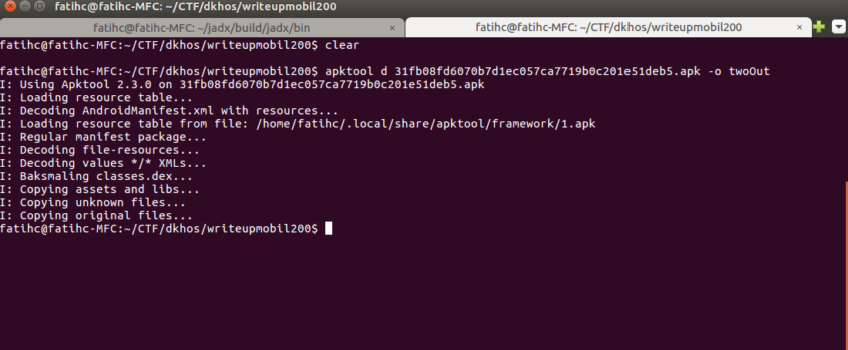 fatihc@fatihc-MFC: ~/CTF/dkhos/writeupmobil200
fatihc@fatihc-MFC: ~/jadx/build/jadx/bin × fatihc@fatihc-MFC: ~/CTF/dkhos/writeupmobil200 ×
fatihc@fatihc-MFC:~/CTF/dkhos/writeupmobil200$ clear
fatihc@fatihc-MFC:~/CTF/dkhos/writeupmobil200$ apktool d 31fb08fd6070b7d1ec057ca7719b0c201e51deb5.apk -o twoOut
I: Using Apktool 2.3.0 on 31fb08fd6070b7d1ec057ca7719b0c201e51deb5.apk
I: Loading resource table...
I: Decoding AndroidManifest.xml with resources...
I: Loading resource table from file: /home/fatihc/.local/share/apktool/framework/1.apk
I: Regular manifest package...
I: Decoding file-resources...
I: Decoding values */* XMLs...
I: Baksmaling classes.dex...
I: Copying assets and libs...
I: Copying unknown files...
I: Copying original files...
fatihc@fatihc-MFC:~/CTF/dkhos/writeupmobil200$